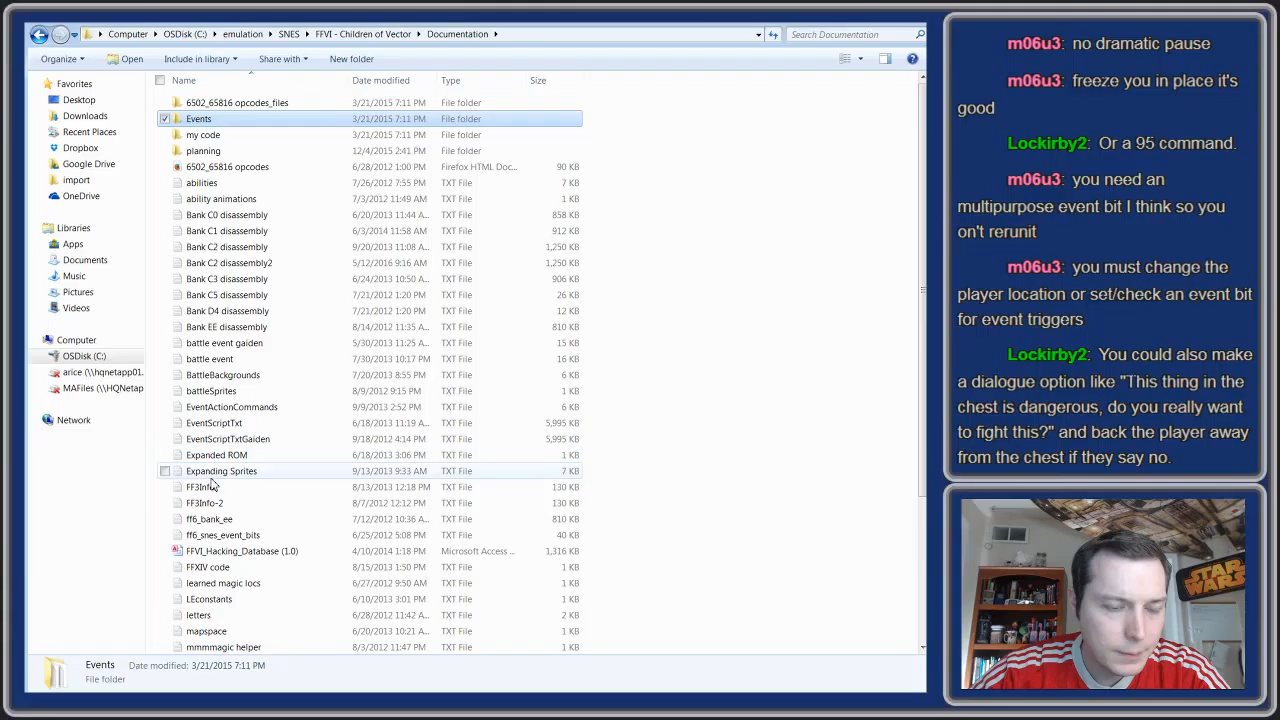 Computer ▸ OSDisk (C:) ▸ emulation ▸ SNES ▸ FFVI - Children of Vector ▸ Documentation ▸
Search Documentation
Organize ▾ Open Include in library ▾ Share with ▾ New folder
Name Date modified Type Size
Favorites
Desktop
Downloads
Recent Places
Dropbox
Google Drive
import
OneDrive
Libraries
Apps
Documents
Music
Pictures
Videos
Computer
OSDisk (C:)
arice (\\hqnetapp01.
MAFiles (\\HQNetap
Network
6502_65816 opcodes_files 3/21/2015 7:11 PM File folder
Events 3/21/2015 7:11 PM File folder
my code 3/21/2015 7:11 PM File folder
planning 12/4/2015 2:41 PM File folder
6502_65816 opcodes 6/28/2012 1:00 PM Firefox HTML Doc... 90 KB
abilities 7/26/2012 7:55 PM TXT File 7 KB
ability animations 7/3/2012 11:49 AM TXT File 1 KB
Bank C0 disassembly 6/20/2013 11:44 A... TXT File 858 KB
Bank C1 disassembly 6/3/2014 11:58 AM TXT File 912 KB
Bank C2 disassembly 9/20/2013 11:08 A... TXT File 1,250 KB
Bank C2 disassembly2 5/12/2016 9:16 AM TXT File 1,250 KB
Bank C3 disassembly 6/24/2013 10:50 A... TXT File 906 KB
Bank C5 disassembly 7/21/2012 1:20 PM TXT File 26 KB
Bank D4 disassembly 7/21/2012 1:20 PM TXT File 12 KB
Bank EE disassembly 8/14/2012 11:35 A... TXT File 810 KB
battle event gaiden 5/30/2013 11:25 A... TXT File 15 KB
battle event 7/30/2013 10:17 PM TXT File 16 KB
BattleBackgrounds 7/20/2013 8:55 PM TXT File 4 KB
battleSprites 8/9/2012 9:15 PM TXT File 1 KB
EventActionCommands 9/9/2013 2:52 PM TXT File 6 KB
EventScriptTxt 6/18/2013 11:19 A... TXT File 5,995 KB
EventScriptTxtGaiden 9/18/2012 4:14 PM TXT File 5,995 KB
Expanded ROM 6/18/2013 3:06 PM TXT File 1 KB
Expanding Sprites 9/13/2013 9:33 AM TXT File 7 KB
8/13/2013 12:18 PM TXT File 130 KB
FF3Info-2 8/7/2012 12:12 PM TXT File 130 KB
ff6_bank_ee 7/12/2012 10:36 A... TXT File 810 KB
ff6_snes_event_bits 6/25/2012 5:08 PM TXT File 40 KB
FFVI_Hacking_Database (1.0) 4/10/2014 1:18 PM Microsoft Access ... 1,316 KB
FFXIV code 8/15/2013 1:50 PM TXT File 1 KB
learned magic locs 6/27/2012 9:50 AM TXT File 1 KB
LEconstants 6/10/2013 3:01 PM TXT File 1 KB
letters 6/28/2012 11:42 A... TXT File 2 KB
mapspace 6/20/2013 10:21 A... TXT File 1 KB
mmmmagic helper 8/3/2012 11:47 AM TXT File 1 KB
Events Date modified: 3/21/2015 7:11 PM
File folder
m06u3: no dramatic pause
m06u3: freeze you in place it's
good
Lockirby2: Or a 95 command.
m06u3: you need an
multipurpose event bit I think so you
on't rerunit
m06u3: you must change the
player location or set/check an event bit
for event triggers
Lockirby2: You could also make
a dialogue option like "This thing in the
chest is dangerous, do you really want
to fight this?" and back the player away
from the chest if they say no.
STAR
WARS